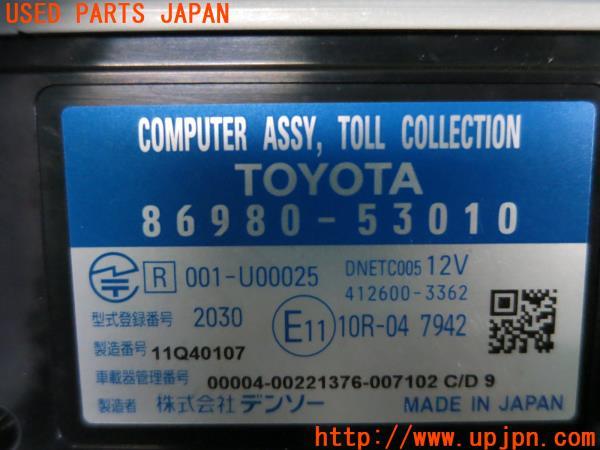 USED PARTS JAPAN
COMPUTER ASSY, TOLL COLLECTION
TOYOTA
86980-53010
R 001-U00025 DNETC005 12V
412600-3362
型式登録番号 2030 E11 10R-04 7942
製造番号 11Q40107
車載器管理番号 00004-00221376-007102 C/D 9
製造者 株式会社 デンソー MADE IN JAPAN
UPJ https://www.upjpn.com/